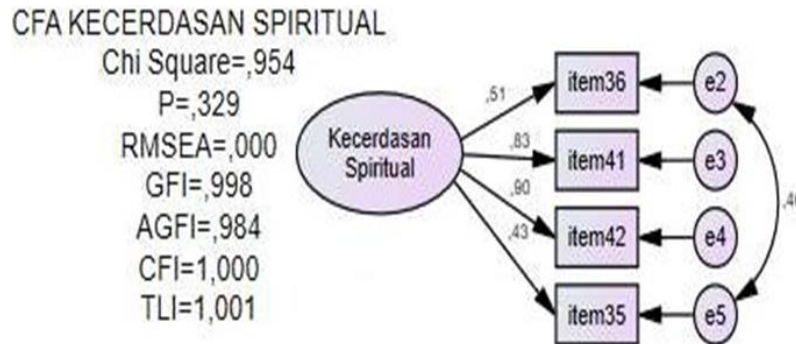 CFA KECERDASAN SPIRITUAL
Chi Square=,954
P=,329
RMSEA=,000
GFI=,998
AGFI=,984
CFI=1,000
TLI=1,001
Kecerdasan
Spiritual
,51
,83
,90
,43
item36
item41
item42
item35
e2
e3
e4
e5